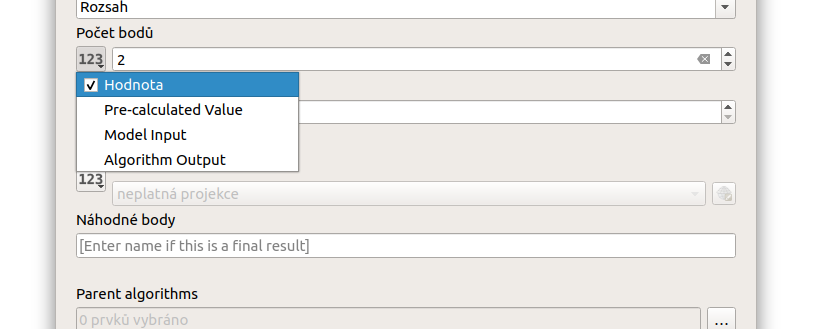 Rozsah
Počet bodů
123 2
Hodnota
Pre-calculated Value
Model Input
Algorithm Output
123 neplatná projekce
Náhodné body
[Enter name if this is a final result]
Parent algorithms
0 prvků vybráno ...